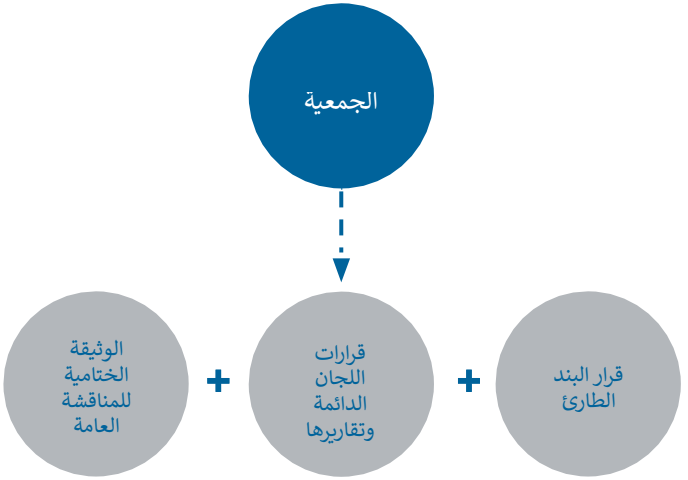 الجمعية
قرار البند
الطارئ
+
قرارات
اللجان
الدائمة
وتقاريرها
+
الوثيقة
الختامية
للمناقشة
العامة